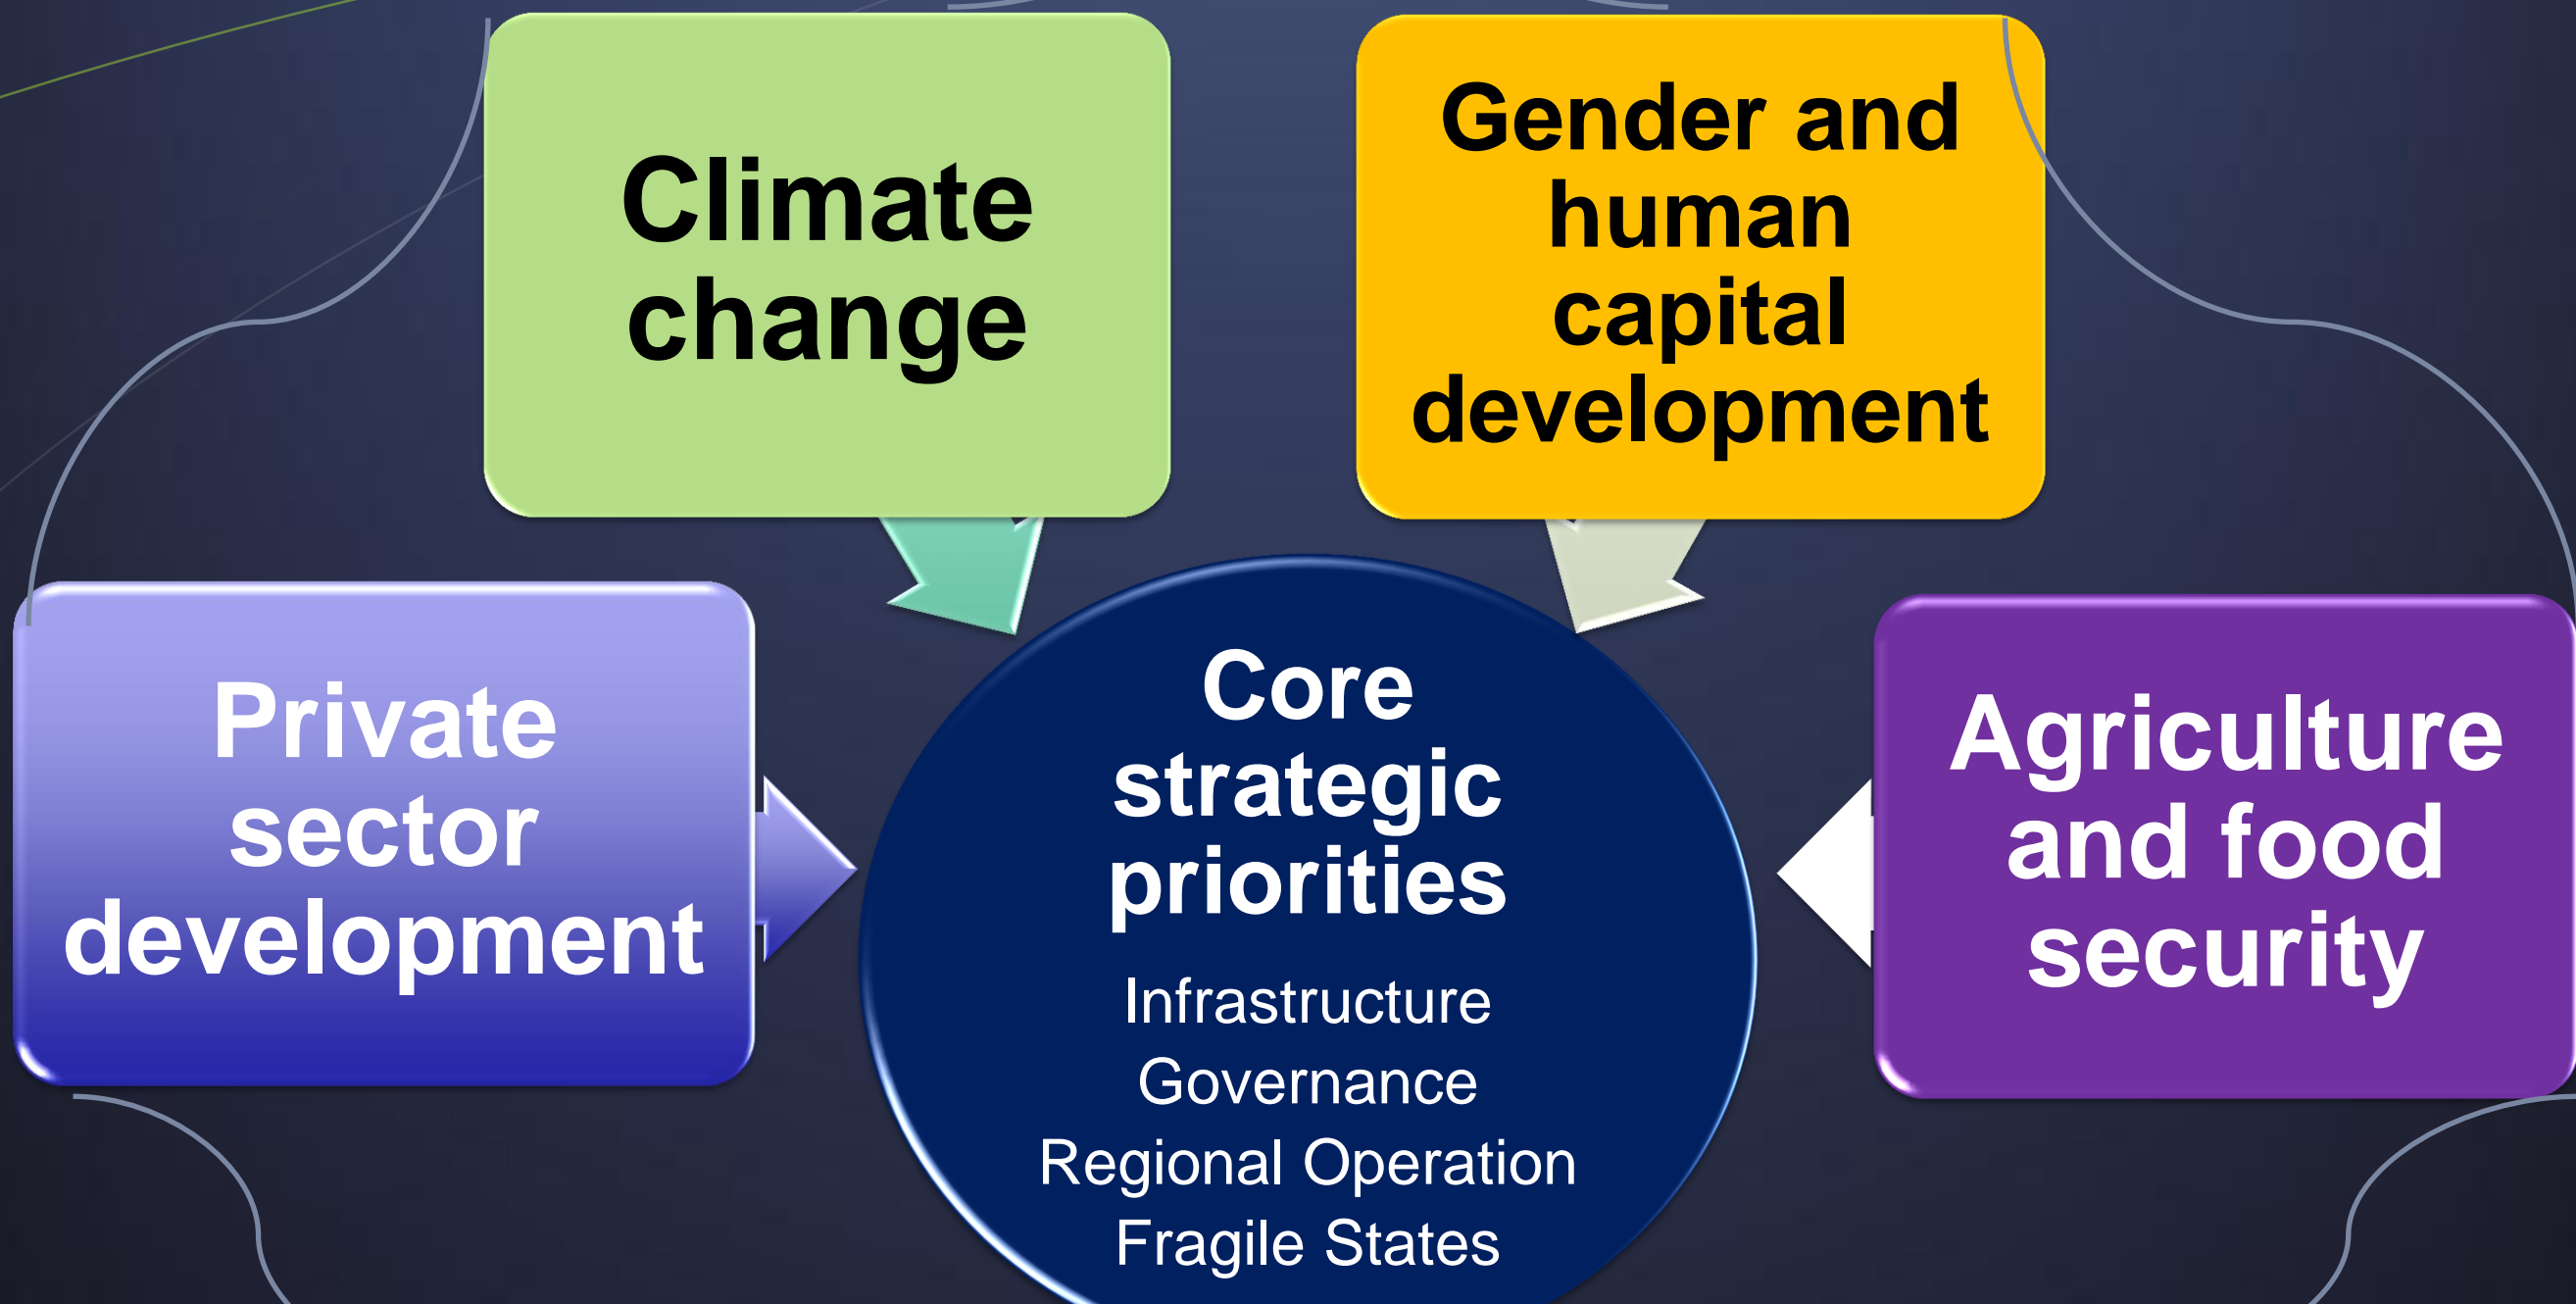 Climate
change
Gender and
human
capital
development
Private
sector
development
Core
strategic
priorities
Infrastructure
Governance
Regional Operation
Fragile States
Agriculture
and food
security